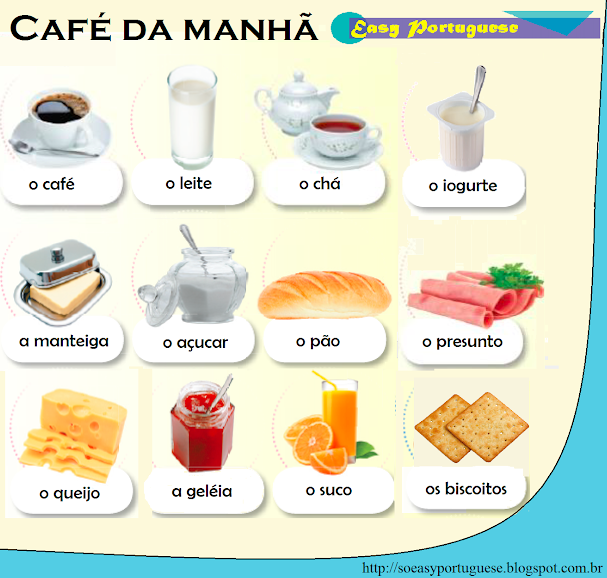 CAFÉ DA MANHÃ
Easy Portuguese
o café
o leite
o chá
o iogurte
a manteiga
o açucar
o pão
o presunto
o queijo
a geléia
o suco
os biscoitos
http://soeasyportuguese.blogspot.com.br